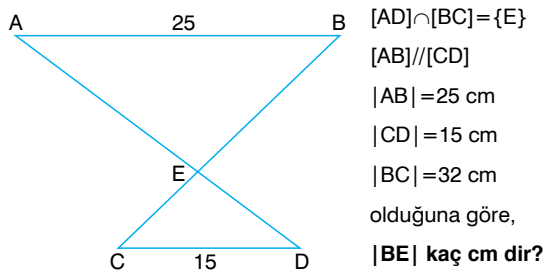 A 25 B
E
C 15 D
[AD]∩[BC]={E}
[AB]//[CD]
|AB|=25 cm
|CD|=15 cm
|BC|=32 cm
olduğuna göre,
|BE| kaç cm dir?